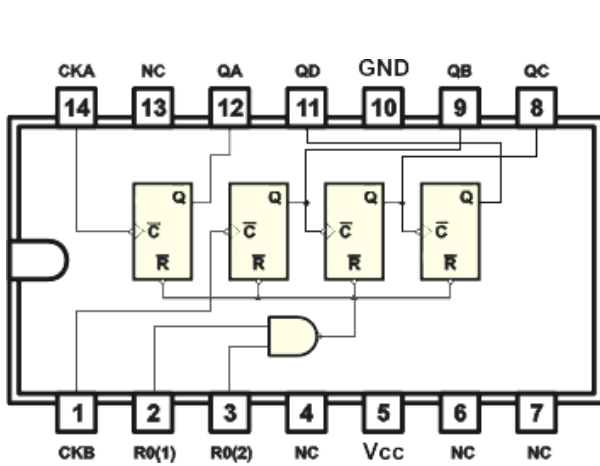 CKA NC QA QD GND QB QC
14 13 12 11 10 9 8
Q Q Q Q
C̅ C̅ C̅ C̅
R̅ R̅ R̅ R̅
1 2 3 4 5 6 7
CKB R0(1) R0(2) NC Vcc NC NC